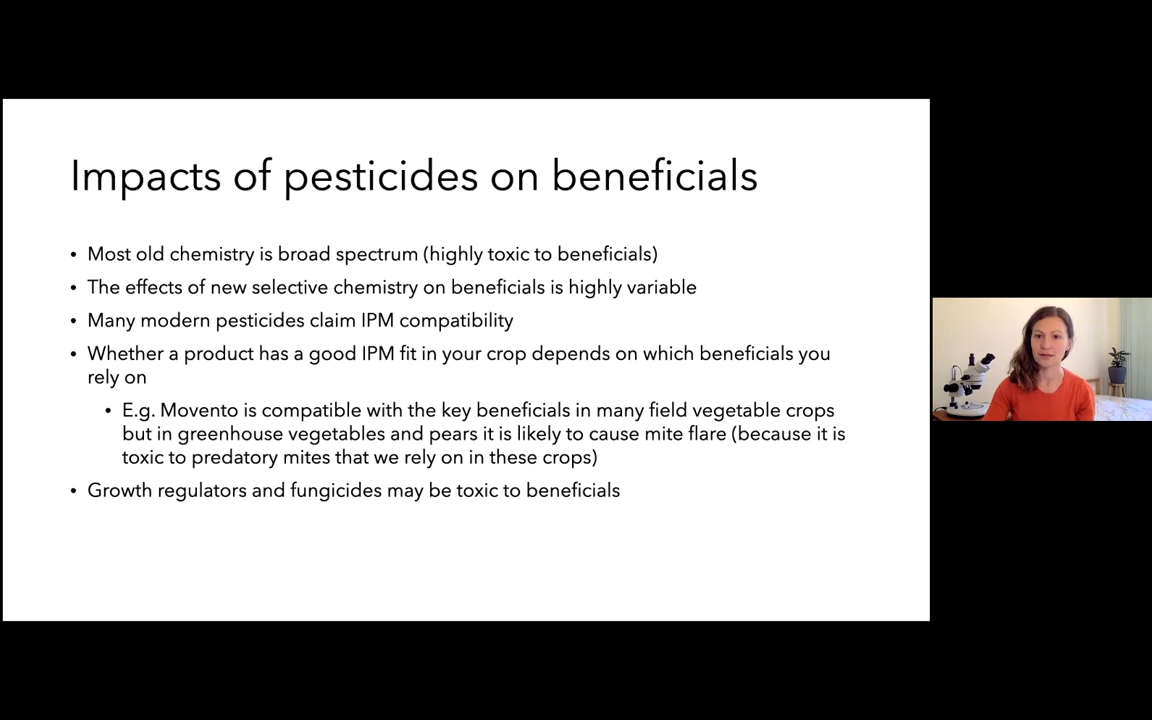 Impacts of pesticides on beneficials
• Most old chemistry is broad spectrum (highly toxic to beneficials)
• The effects of new selective chemistry on beneficials is highly variable
• Many modern pesticides claim IPM compatibility
• Whether a product has a good IPM fit in your crop depends on which beneficials you
rely on
• E.g. Movento is compatible with the key beneficials in many field vegetable crops
but in greenhouse vegetables and pears it is likely to cause mite flare (because it is
toxic to predatory mites that we rely on in these crops)
• Growth regulators and fungicides may be toxic to beneficials